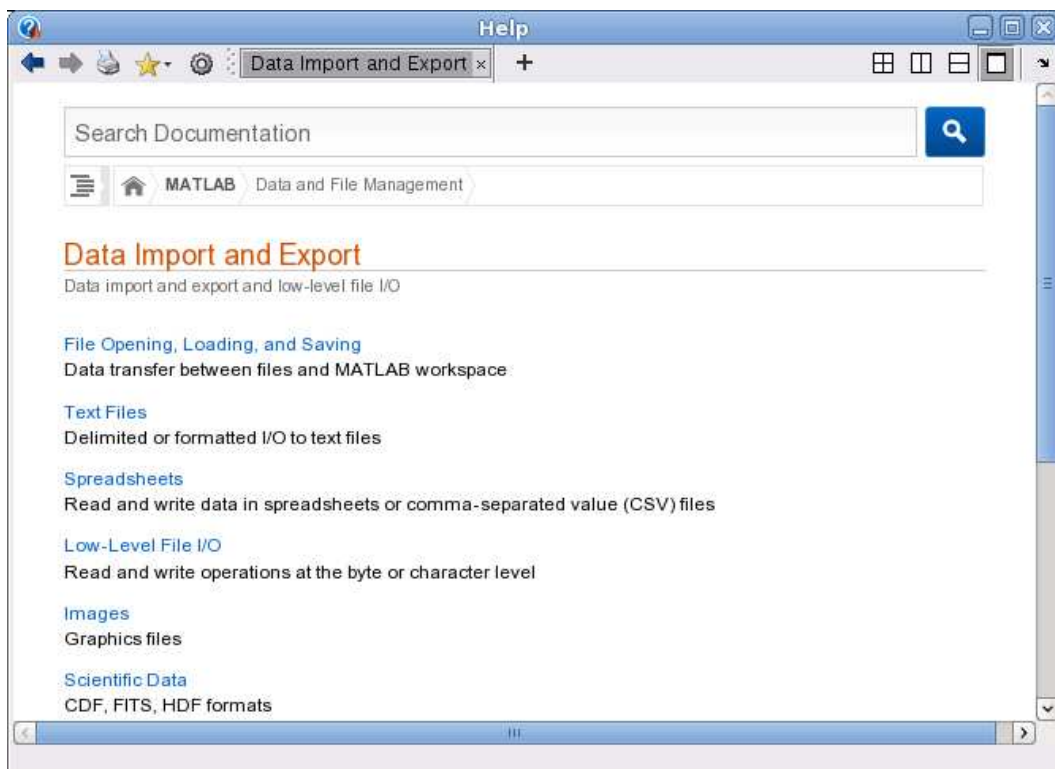 Help
Data Import and Export
Search Documentation
MATLAB Data and File Management
Data Import and Export
Data import and export and low-level file I/O
File Opening, Loading, and Saving
Data transfer between files and MATLAB workspace
Text Files
Delimited or formatted I/O to text files
Spreadsheets
Read and write data in spreadsheets or comma-separated value (CSV) files
Low-Level File I/O
Read and write operations at the byte or character level
Images
Graphics files
Scientific Data
CDF, FITS, HDF formats